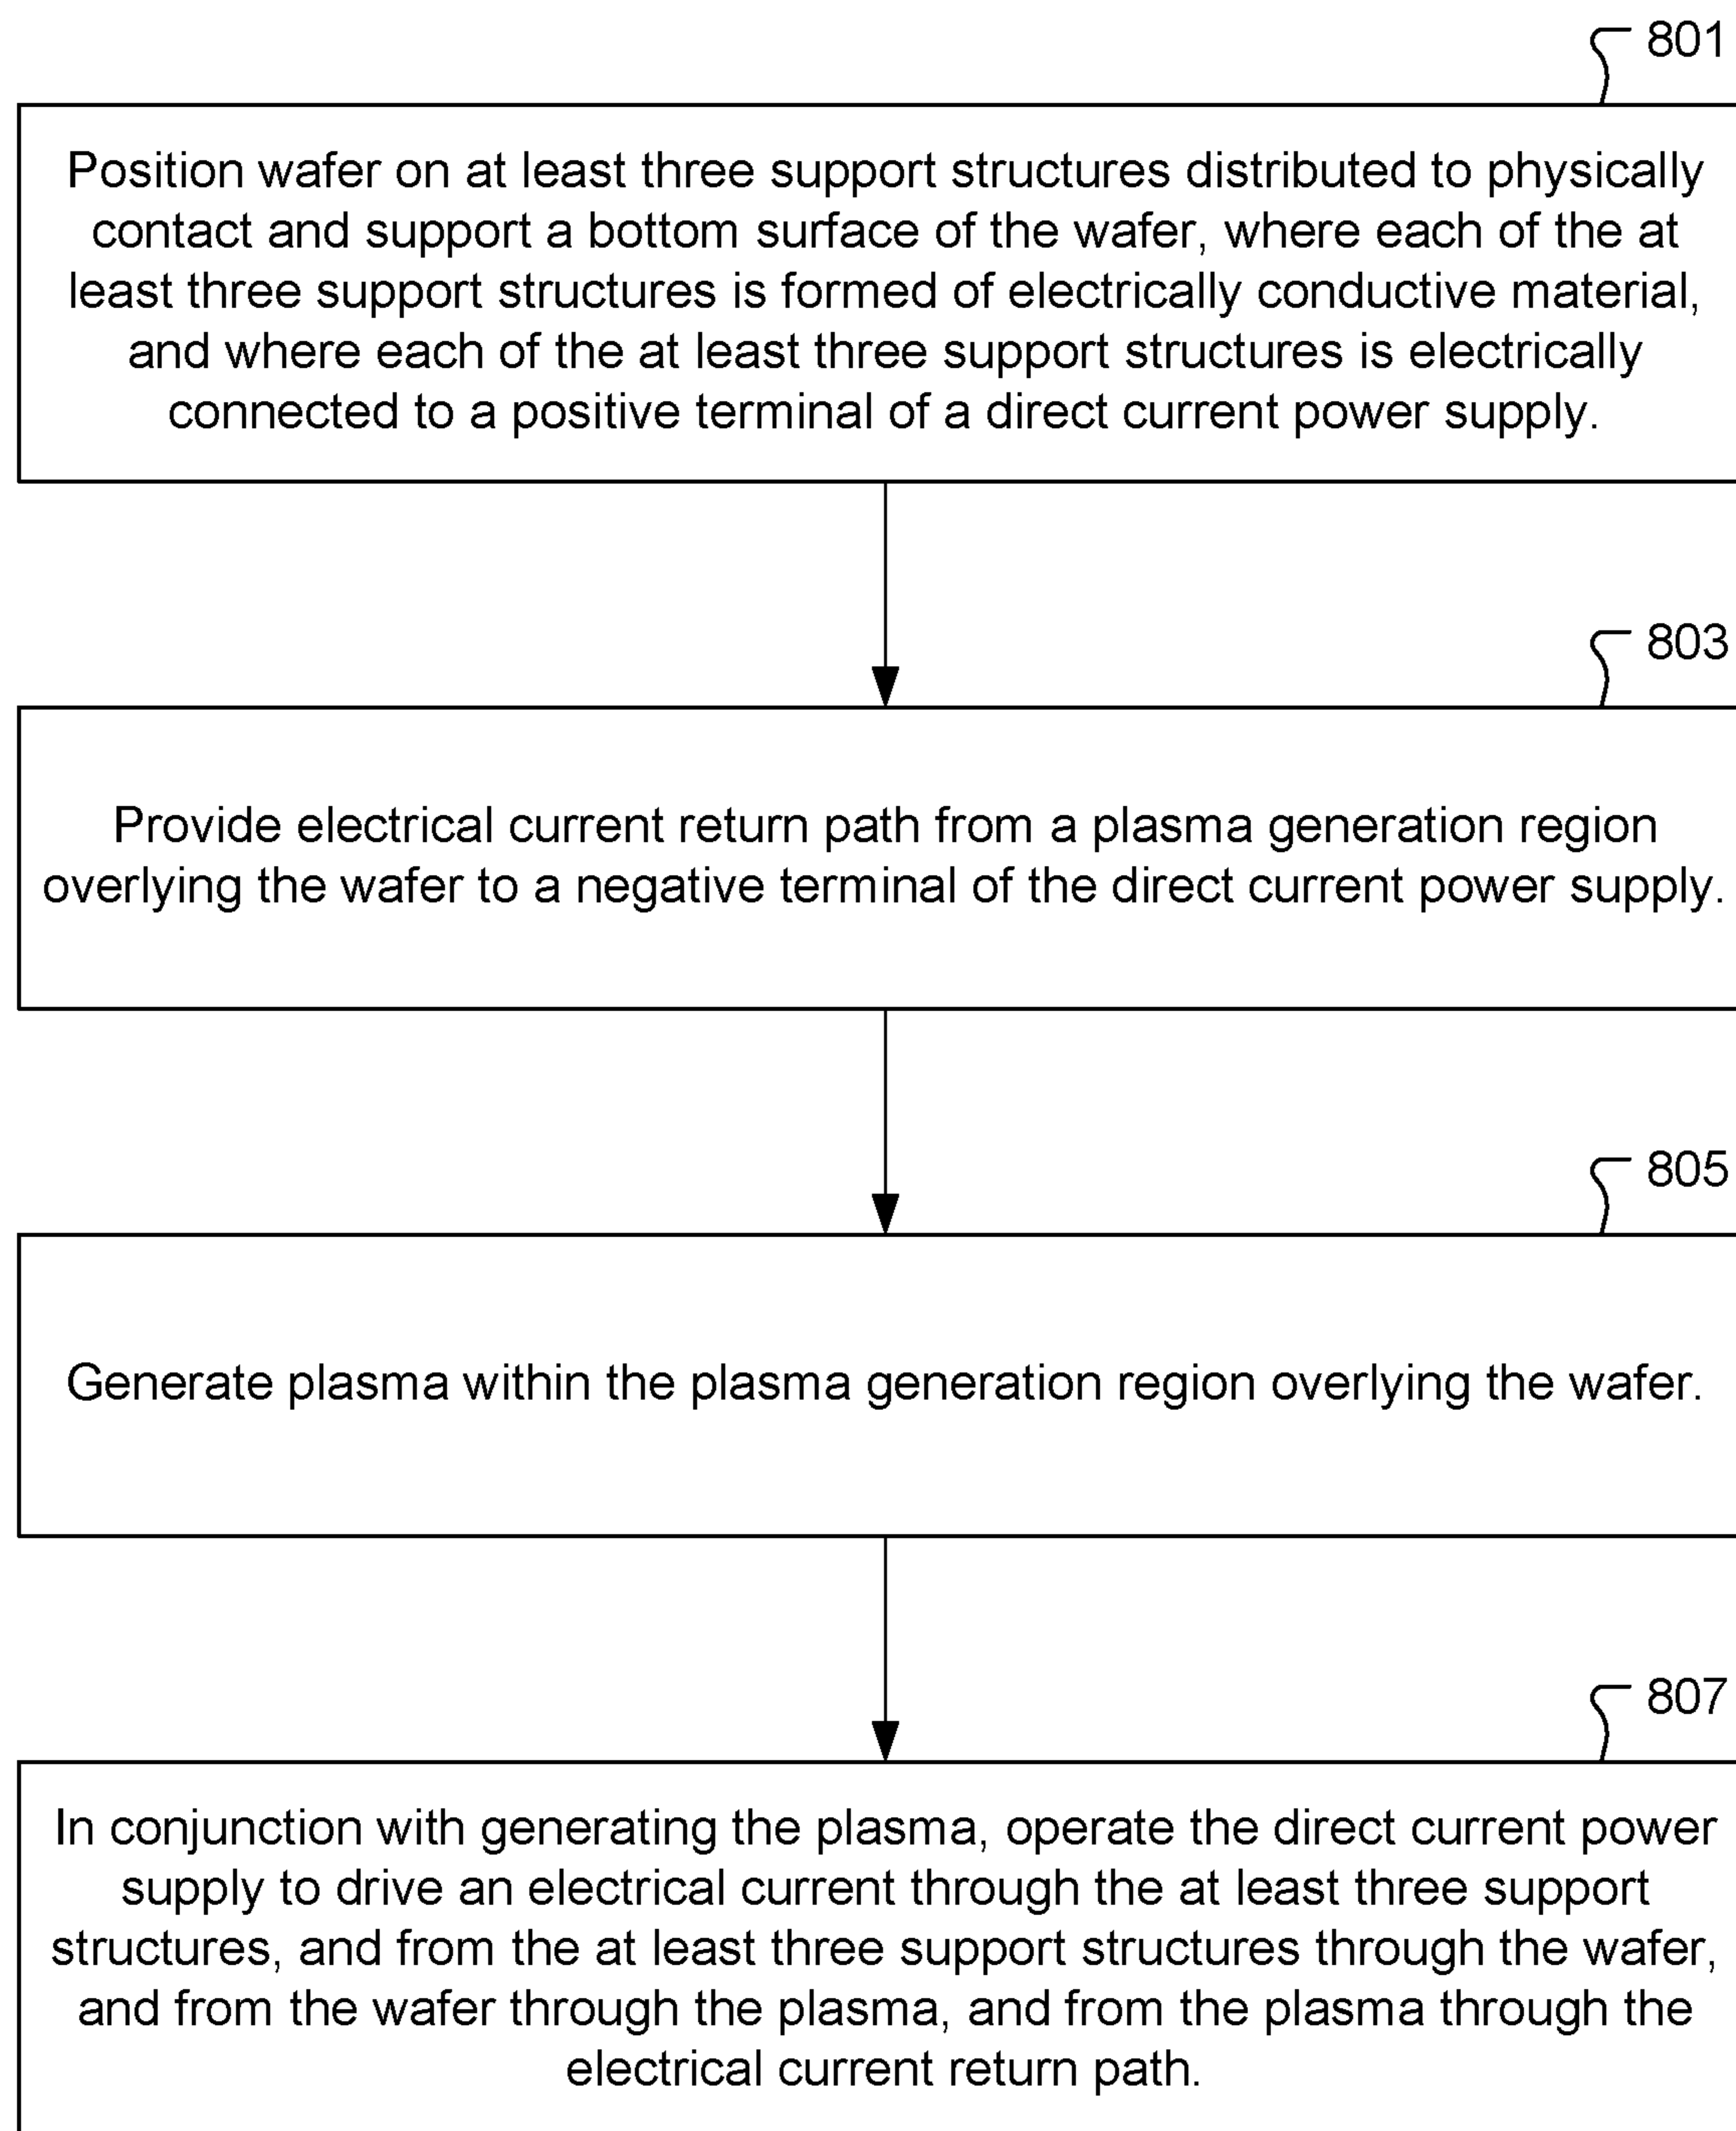 801
Position wafer on at least three support structures distributed to physically
contact and support a bottom surface of the wafer, where each of the at
least three support structures is formed of electrically conductive material,
and where each of the at least three support structures is electrically
connected to a positive terminal of a direct current power supply.
803
Provide electrical current return path from a plasma generation region
overlying the wafer to a negative terminal of the direct current power supply.
805
Generate plasma within the plasma generation region overlying the wafer.
807
In conjunction with generating the plasma, operate the direct current power
supply to drive an electrical current through the at least three support
structures, and from the at least three support structures through the wafer,
and from the wafer through the plasma, and from the plasma through the
electrical current return path.